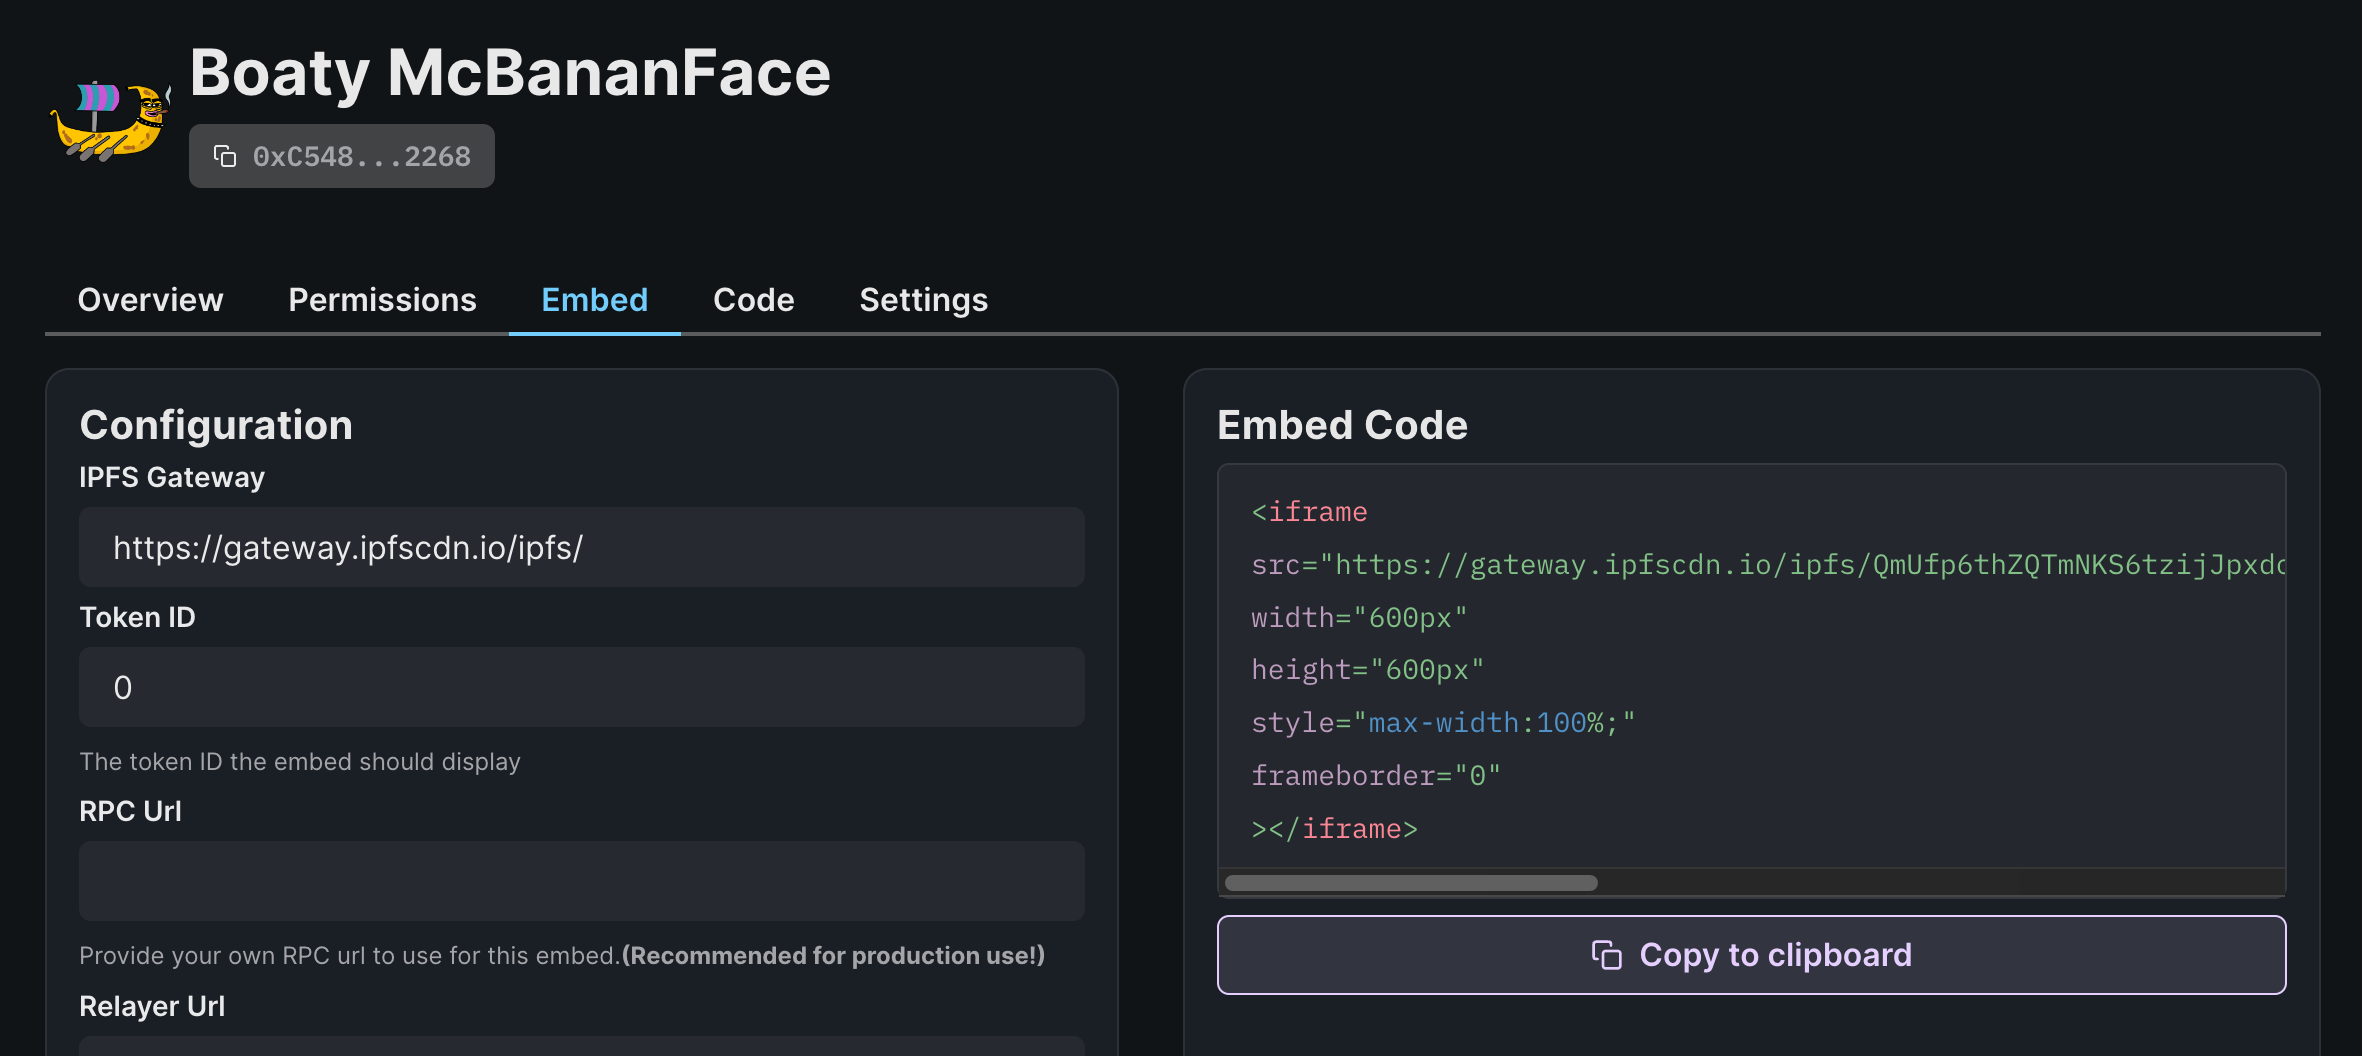 Boaty McBananFace
0xC548...2268
Overview Permissions Embed Code Settings
Configuration
IPFS Gateway
https://gateway.ipfscdn.io/ipfs/
Token ID
0
The token ID the embed should display
RPC Url
Provide your own RPC url to use for this embed.(Recommended for production use!)
Relayer Url
Embed Code
<iframe
src="https://gateway.ipfscdn.io/ipfs/QmUfp6thZQTmNKS6tzijJpxdc
width="600px"
height="600px"
style="max-width:100%;"
frameborder="0"
></iframe>
Copy to clipboard